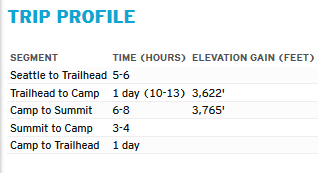 TRIP PROFILE
SEGMENT TIME (HOURS) ELEVATION GAIN (FEET)
Seattle to Trailhead 5-6
Trailhead to Camp 1 day (10-13) 3,622'
Camp to Summit 6-8 3,765'
Summit to Camp 3-4
Camp to Trailhead 1 day